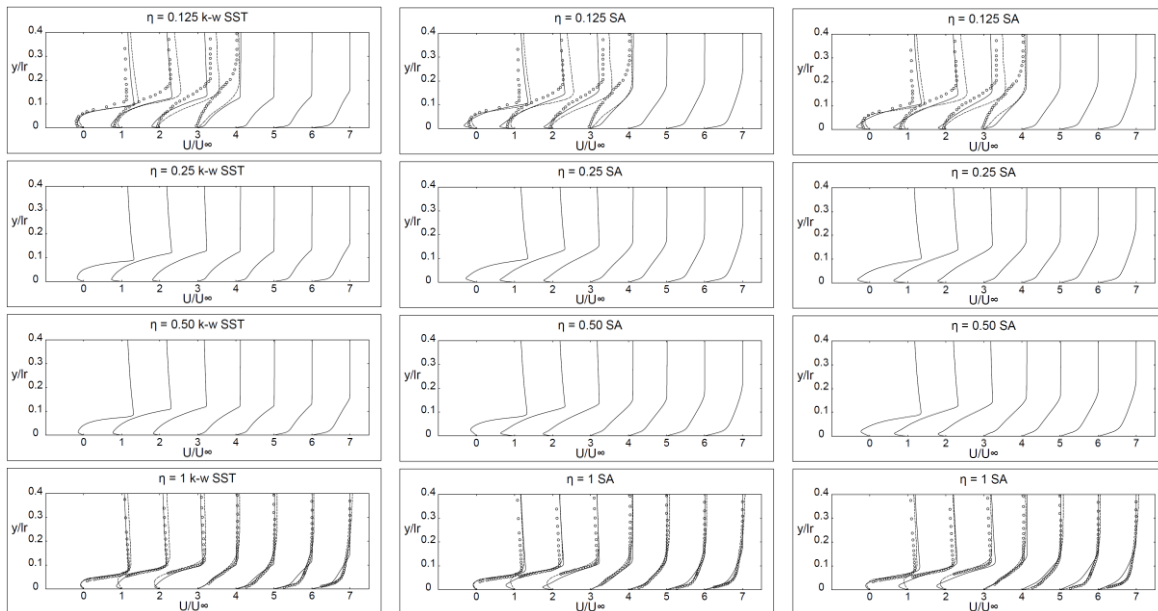 η = 0.125 k-w SST
0.4
0.3
y/lr
0.2
0.1
0
0 1 2 3 4 5 6 7
U/U∞
η = 0.125 SA
0.4
0.3
y/lr
0.2
0.1
0
0 1 2 3 4 5 6 7
U/U∞
η = 0.125 SA
0.4
0.3
y/lr
0.2
0.1
0
0 1 2 3 4 5 6 7
U/U∞
η = 0.25 k-w SST
0.4
0.3
y/lr
0.2
0.1
0
0 1 2 3 4 5 6 7
U/U∞
η = 0.25 SA
0.4
0.3
y/lr
0.2
0.1
0
0 1 2 3 4 5 6 7
U/U∞
η = 0.25 SA
0.4
0.3
y/lr
0.2
0.1
0
0 1 2 3 4 5 6 7
U/U∞
η = 0.50 k-w SST
0.4
0.3
y/lr
0.2
0.1
0
0 1 2 3 4 5 6 7
U/U∞
η = 0.50 SA
0.4
0.3
y/lr
0.2
0.1
0
0 1 2 3 4 5 6 7
U/U∞
η = 0.50 SA
0.4
0.3
y/lr
0.2
0.1
0
0 1 2 3 4 5 6 7
U/U∞
η = 1 k-w SST
0.4
0.3
y/lr
0.2
0.1
0
0 1 2 3 4 5 6 7
U/U∞
η = 1 SA
0.4
0.3
y/lr
0.2
0.1
0
0 1 2 3 4 5 6 7
U/U∞
η = 1 SA
0.4
0.3
y/lr
0.2
0.1
0
0 1 2 3 4 5 6 7
U/U∞